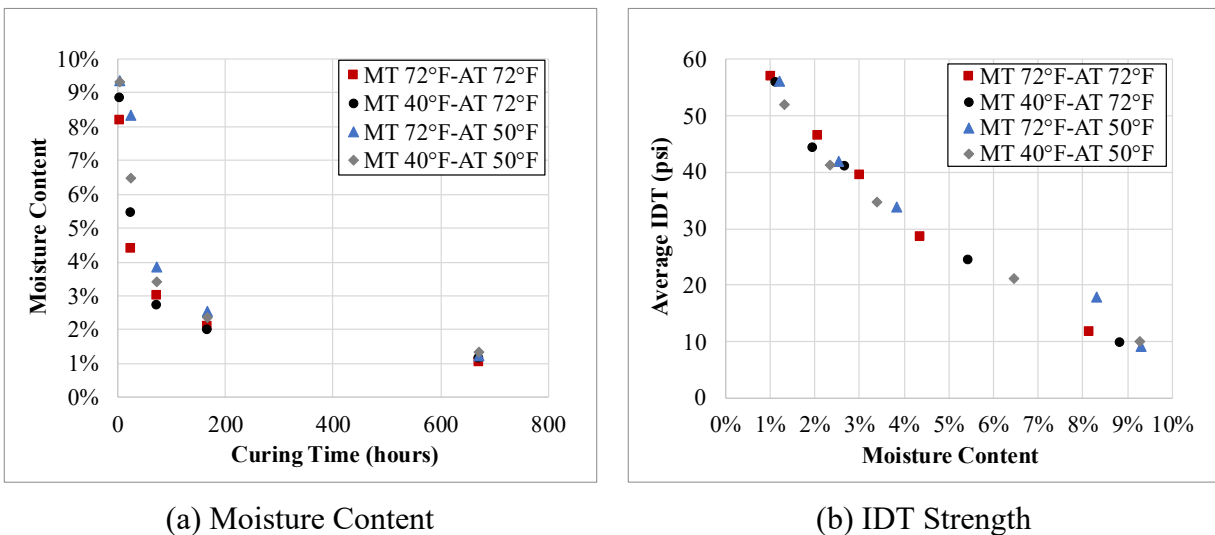 10%
9%
8%
7%
6%
5%
4%
3%
2%
1%
0%
Moisture Content
0 200 400 600 800
Curing Time (hours)
MT 72°F-AT 72°F
MT 40°F-AT 72°F
MT 72°F-AT 50°F
MT 40°F-AT 50°F
(a) Moisture Content
60
50
40
30
20
10
0
Average IDT (psi)
0% 1% 2% 3% 4% 5% 6% 7% 8% 9% 10%
Moisture Content
MT 72°F-AT 72°F
MT 40°F-AT 72°F
MT 72°F-AT 50°F
MT 40°F-AT 50°F
(b) IDT Strength